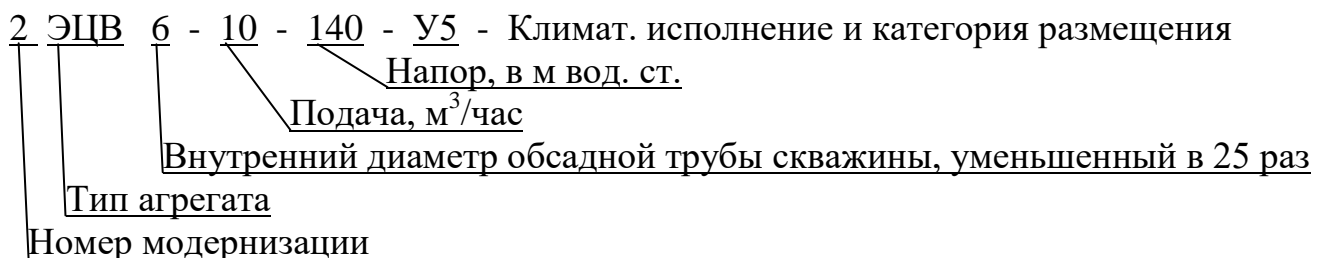 2 ЭЦВ 6 - 10 - 140 - У5 - Климат. исполнение и категория размещения
Напор, в м вод. ст.
Подача, м³/час
Внутренний диаметр обсадной трубы скважины, уменьшенный в 25 раз
Тип агрегата
Номер модернизации